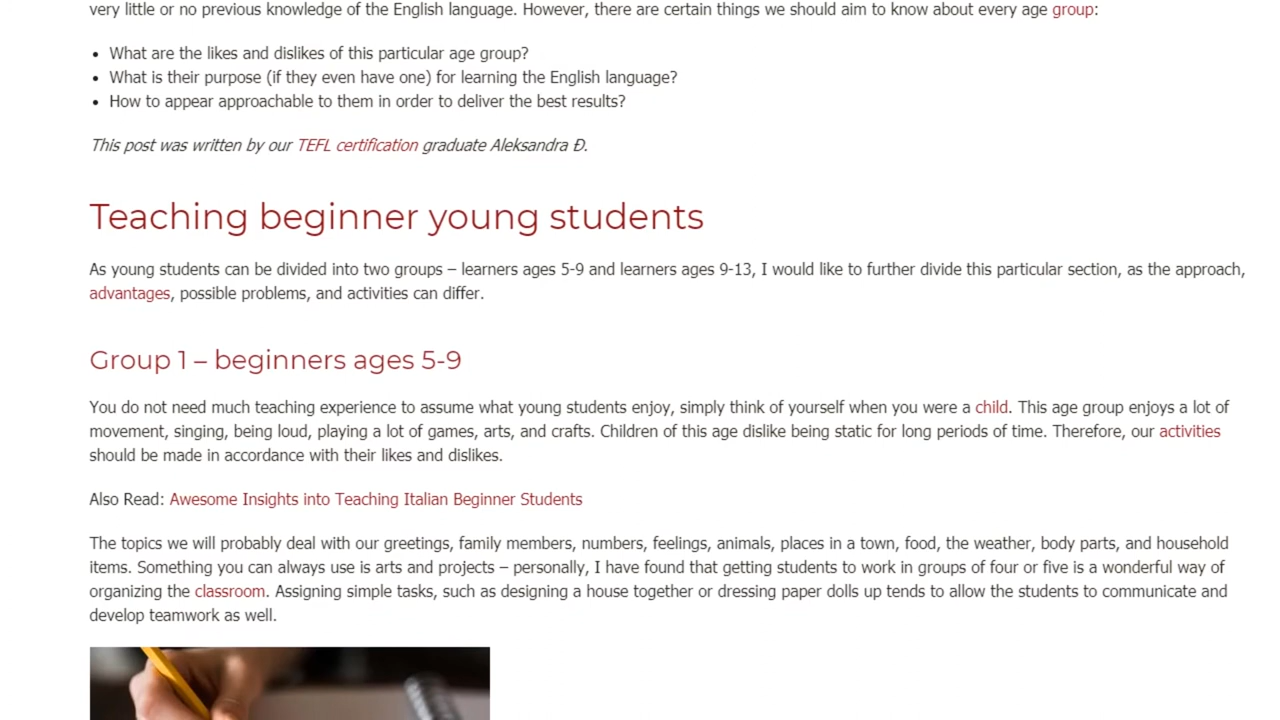 very little or no previous knowledge of the English language. However, there are certain things we should aim to know about every age group:
• What are the likes and dislikes of this particular age group?
• What is their purpose (if they even have one) for learning the English language?
• How to appear approachable to them in order to deliver the best results?
This post was written by our TEFL certification graduate Aleksandra Đ.
Teaching beginner young students
As young students can be divided into two groups – learners ages 5-9 and learners ages 9-13, I would like to further divide this particular section, as the approach,
advantages, possible problems, and activities can differ.
Group 1 – beginners ages 5-9
You do not need much teaching experience to assume what young students enjoy, simply think of yourself when you were a child. This age group enjoys a lot of
movement, singing, being loud, playing a lot of games, arts, and crafts. Children of this age dislike being static for long periods of time. Therefore, our activities
should be made in accordance with their likes and dislikes.
Also Read: Awesome Insights into Teaching Italian Beginner Students
The topics we will probably deal with our greetings, family members, numbers, feelings, animals, places in a town, food, the weather, body parts, and household
items. Something you can always use is arts and projects – personally, I have found that getting students to work in groups of four or five is a wonderful way of
organizing the classroom. Assigning simple tasks, such as designing a house together or dressing paper dolls up tends to allow the students to communicate and
develop teamwork as well.